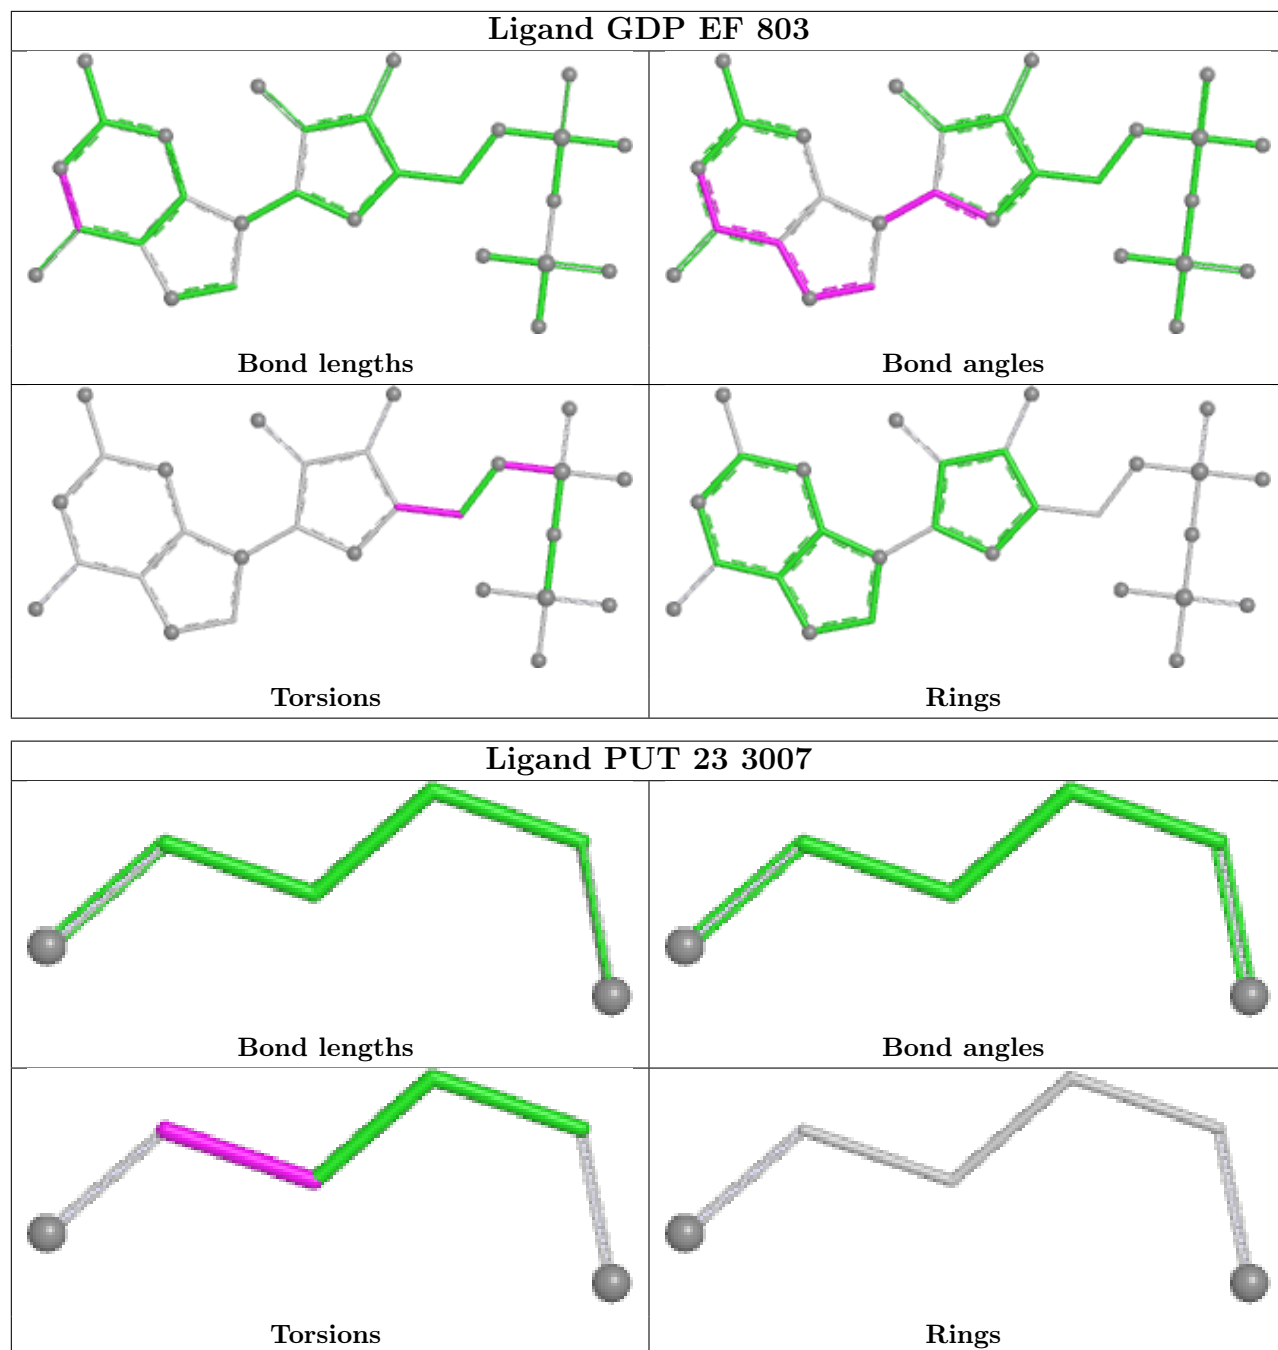 Ligand GDP EF 803
Bond lengths
Bond angles
Torsions
Rings
Ligand PUT 23 3007
Bond lengths
Bond angles
Torsions
Rings